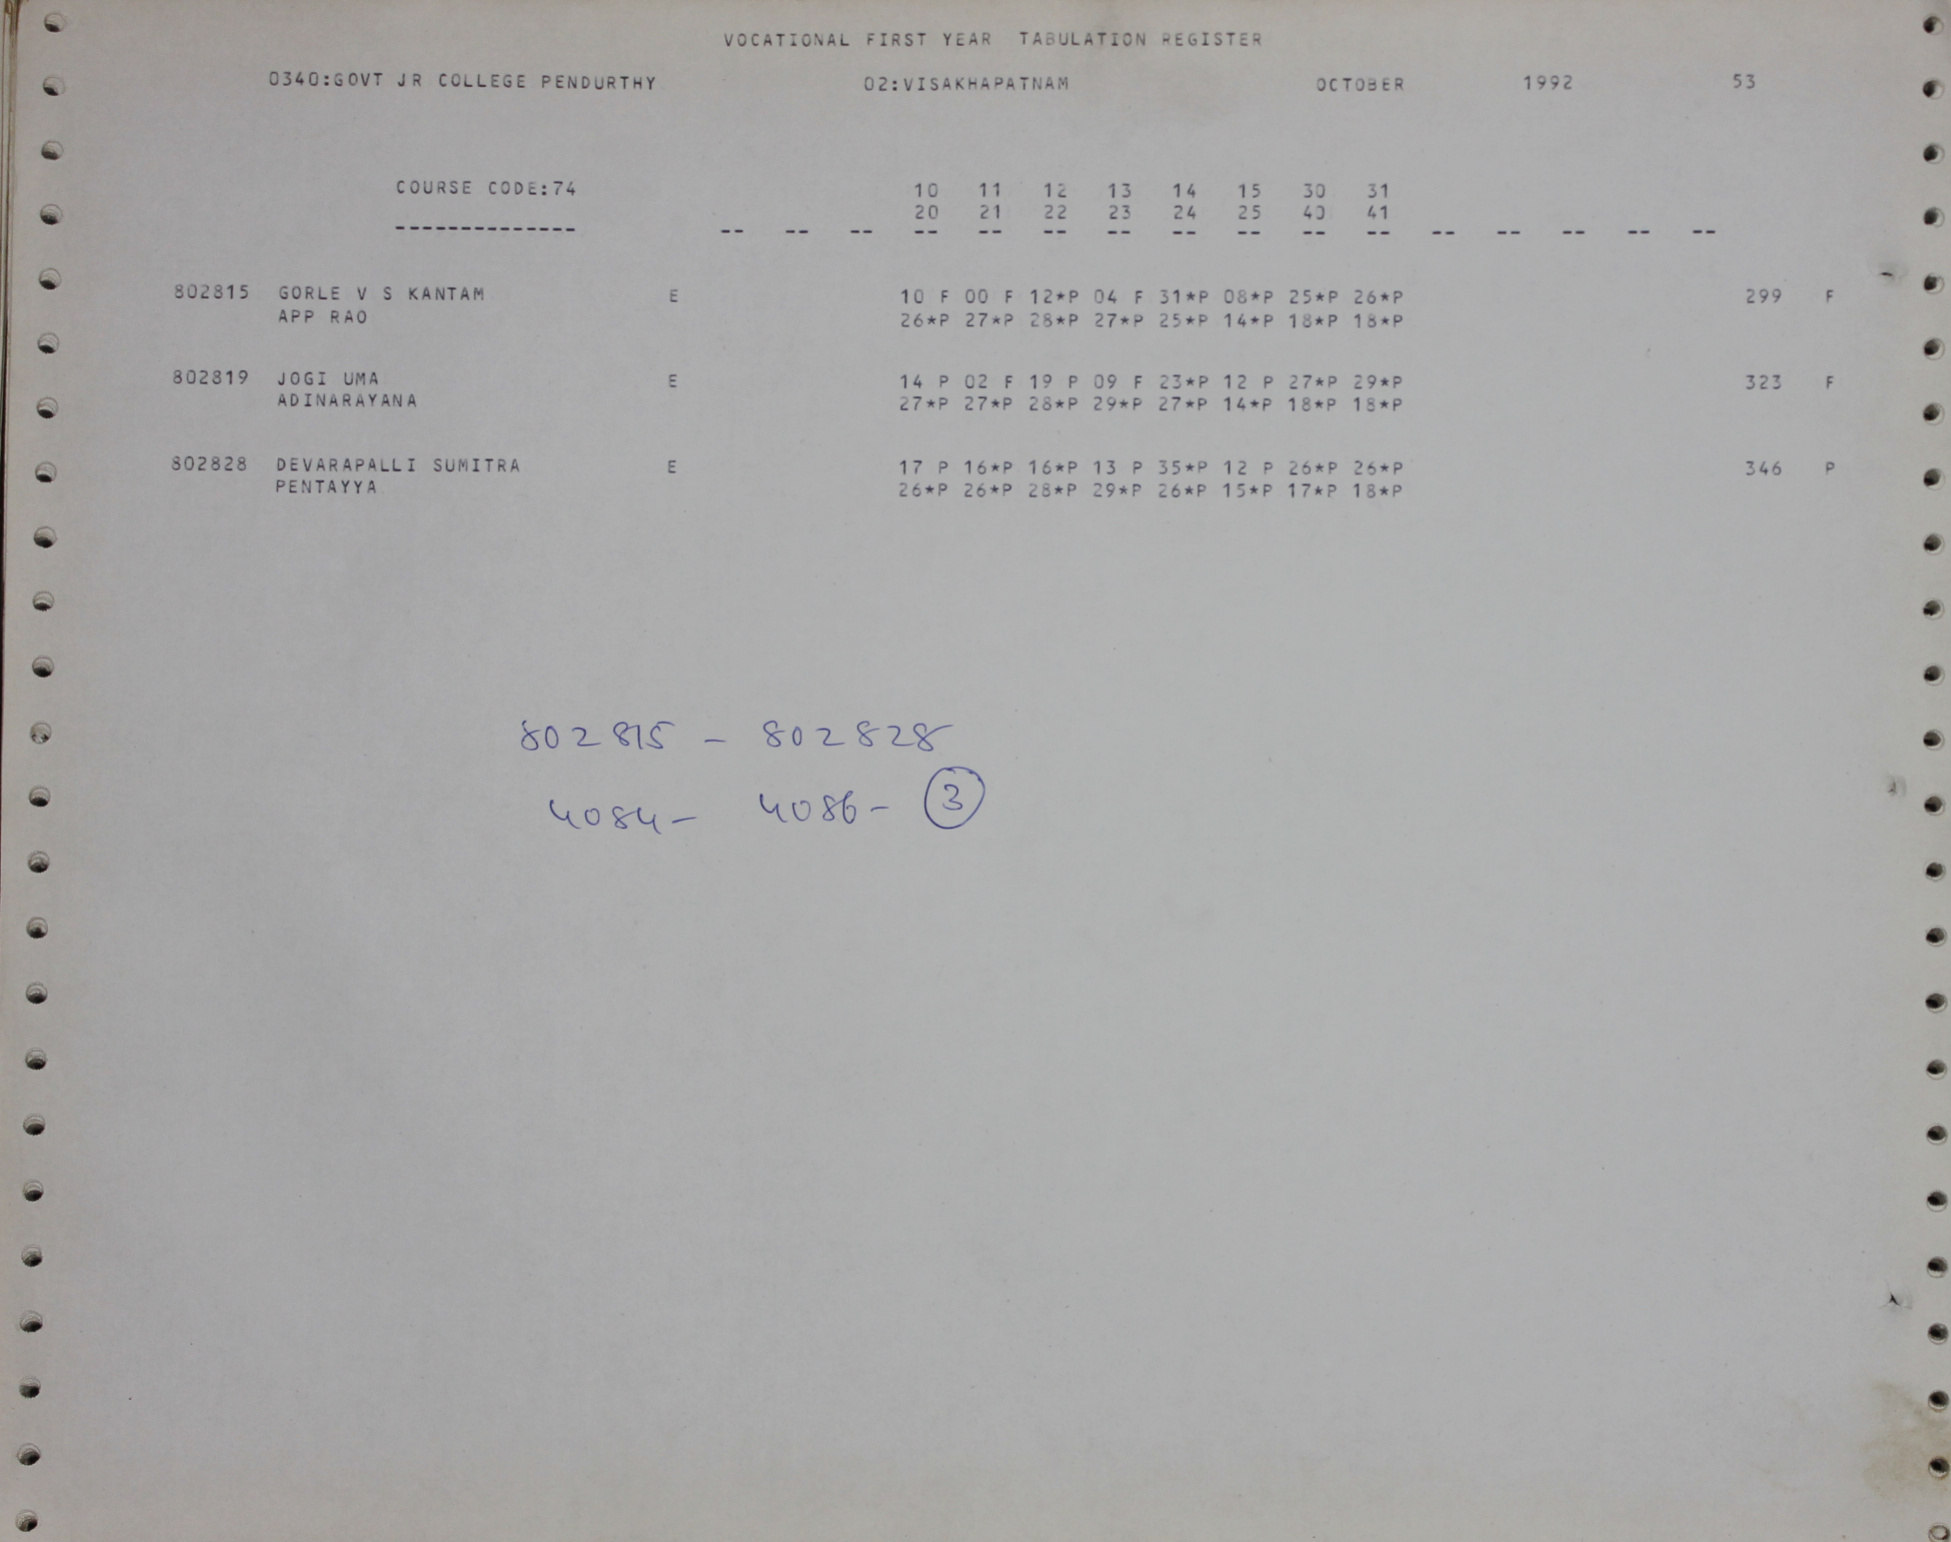 VOCATIONAL FIRST YEAR TABULATION REGISTER
0340:GOVT JR COLLEGE PENDURTHY 02:VISAKHAPATNAM OCTOBER 1992 53
COURSE CODE:74 10 11 12 13 14 15 30 31
20 21 22 23 24 25 40 41
-------------- -- -- -- -- -- -- -- -- -- -- -- -- -- -- -- --
802815 GORLE V S KANTAM E 10 F 00 F 12*P 04 F 31*P 08*P 25*P 26*P 299 F
APP RAO 26*P 27*P 28*P 27*P 25*P 14*P 18*P 18*P
802819 JOGI UMA E 14 P 02 F 19 P 09 F 23*P 12 P 27*P 29*P 323 F
ADINARAYANA 27*P 27*P 28*P 29*P 27*P 14*P 18*P 18*P
802828 DEVARAPALLI SUMITRA E 17 P 16*P 16*P 13 P 35*P 12 P 26*P 26*P 346 P
PENTAYYA 26*P 26*P 28*P 29*P 26*P 15*P 17*P 18*P
802815 - 802828
4084 - 4086 - 3